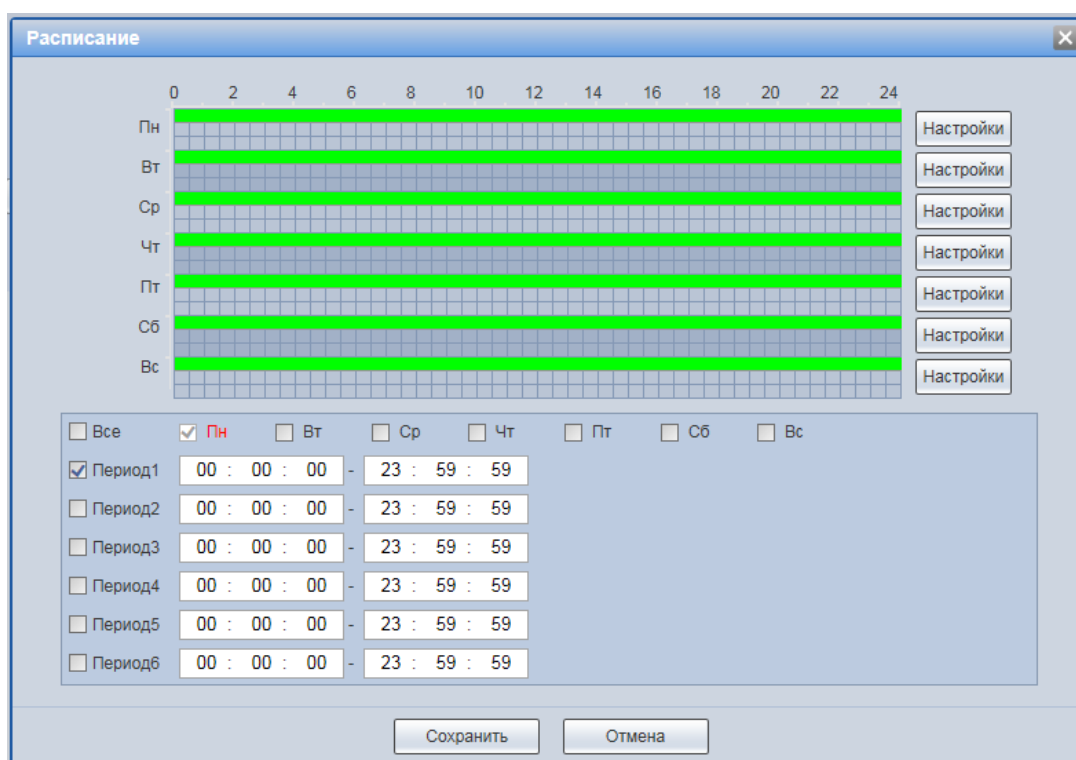 Расписание
0 2 4 6 8 10 12 14 16 18 20 22 24
Пн Настройки
Вт Настройки
Ср Настройки
Чт Настройки
Пт Настройки
Сб Настройки
Вс Настройки
Все Пн Вт Ср Чт Пт Сб Вс
Период1 00 : 00 : 00 - 23 : 59 : 59
Период2 00 : 00 : 00 - 23 : 59 : 59
Период3 00 : 00 : 00 - 23 : 59 : 59
Период4 00 : 00 : 00 - 23 : 59 : 59
Период5 00 : 00 : 00 - 23 : 59 : 59
Период6 00 : 00 : 00 - 23 : 59 : 59
Сохранить Отмена